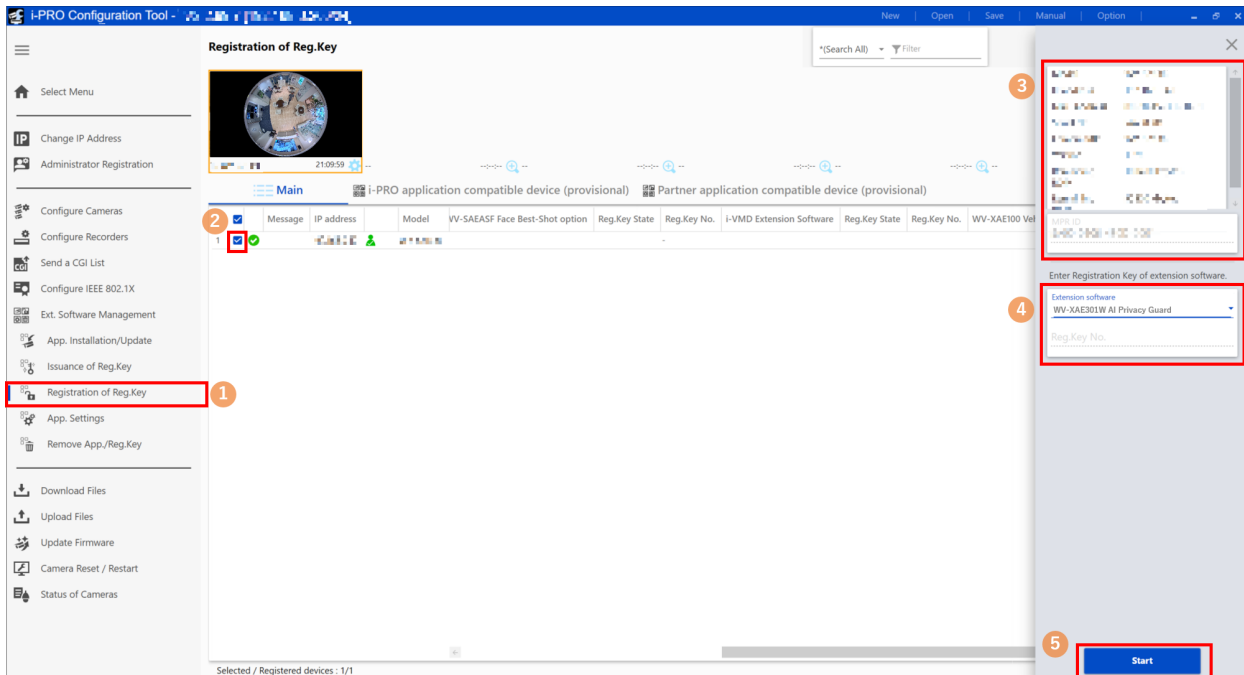 i-PRO Configuration Tool -
New | Open | Save | Manual | Option |
Registration of Reg.Key
*(Search All) Filter
Select Menu
Change IP Address
Administrator Registration
Configure Cameras
Configure Recorders
Send a CGI List
Configure IEEE 802.1X
Ext. Software Management
App. Installation/Update
Issuance of Reg.Key
Registration of Reg.Key
App. Settings
Remove App./Reg.Key
Download Files
Upload Files
Update Firmware
Camera Reset / Restart
Status of Cameras
1
21:09:59 -- --:--:-- -- --:--:-- -- --:--:-- -- --:--:-- --
Main i-PRO application compatible device (provisional) Partner application compatible device (provisional)
2
Message IP address Model VV-SAEASF Face Best-Shot option Reg.Key State Reg.Key No. i-VMD Extension Software Reg.Key State Reg.Key No. WV-XAE100 Vel
1 -
Selected / Registered devices : 1/1
3
MPR ID
Enter Registration Key of extension software.
4
Extension software
WV-XAE301W AI Privacy Guard
Reg.Key No.
5
Start